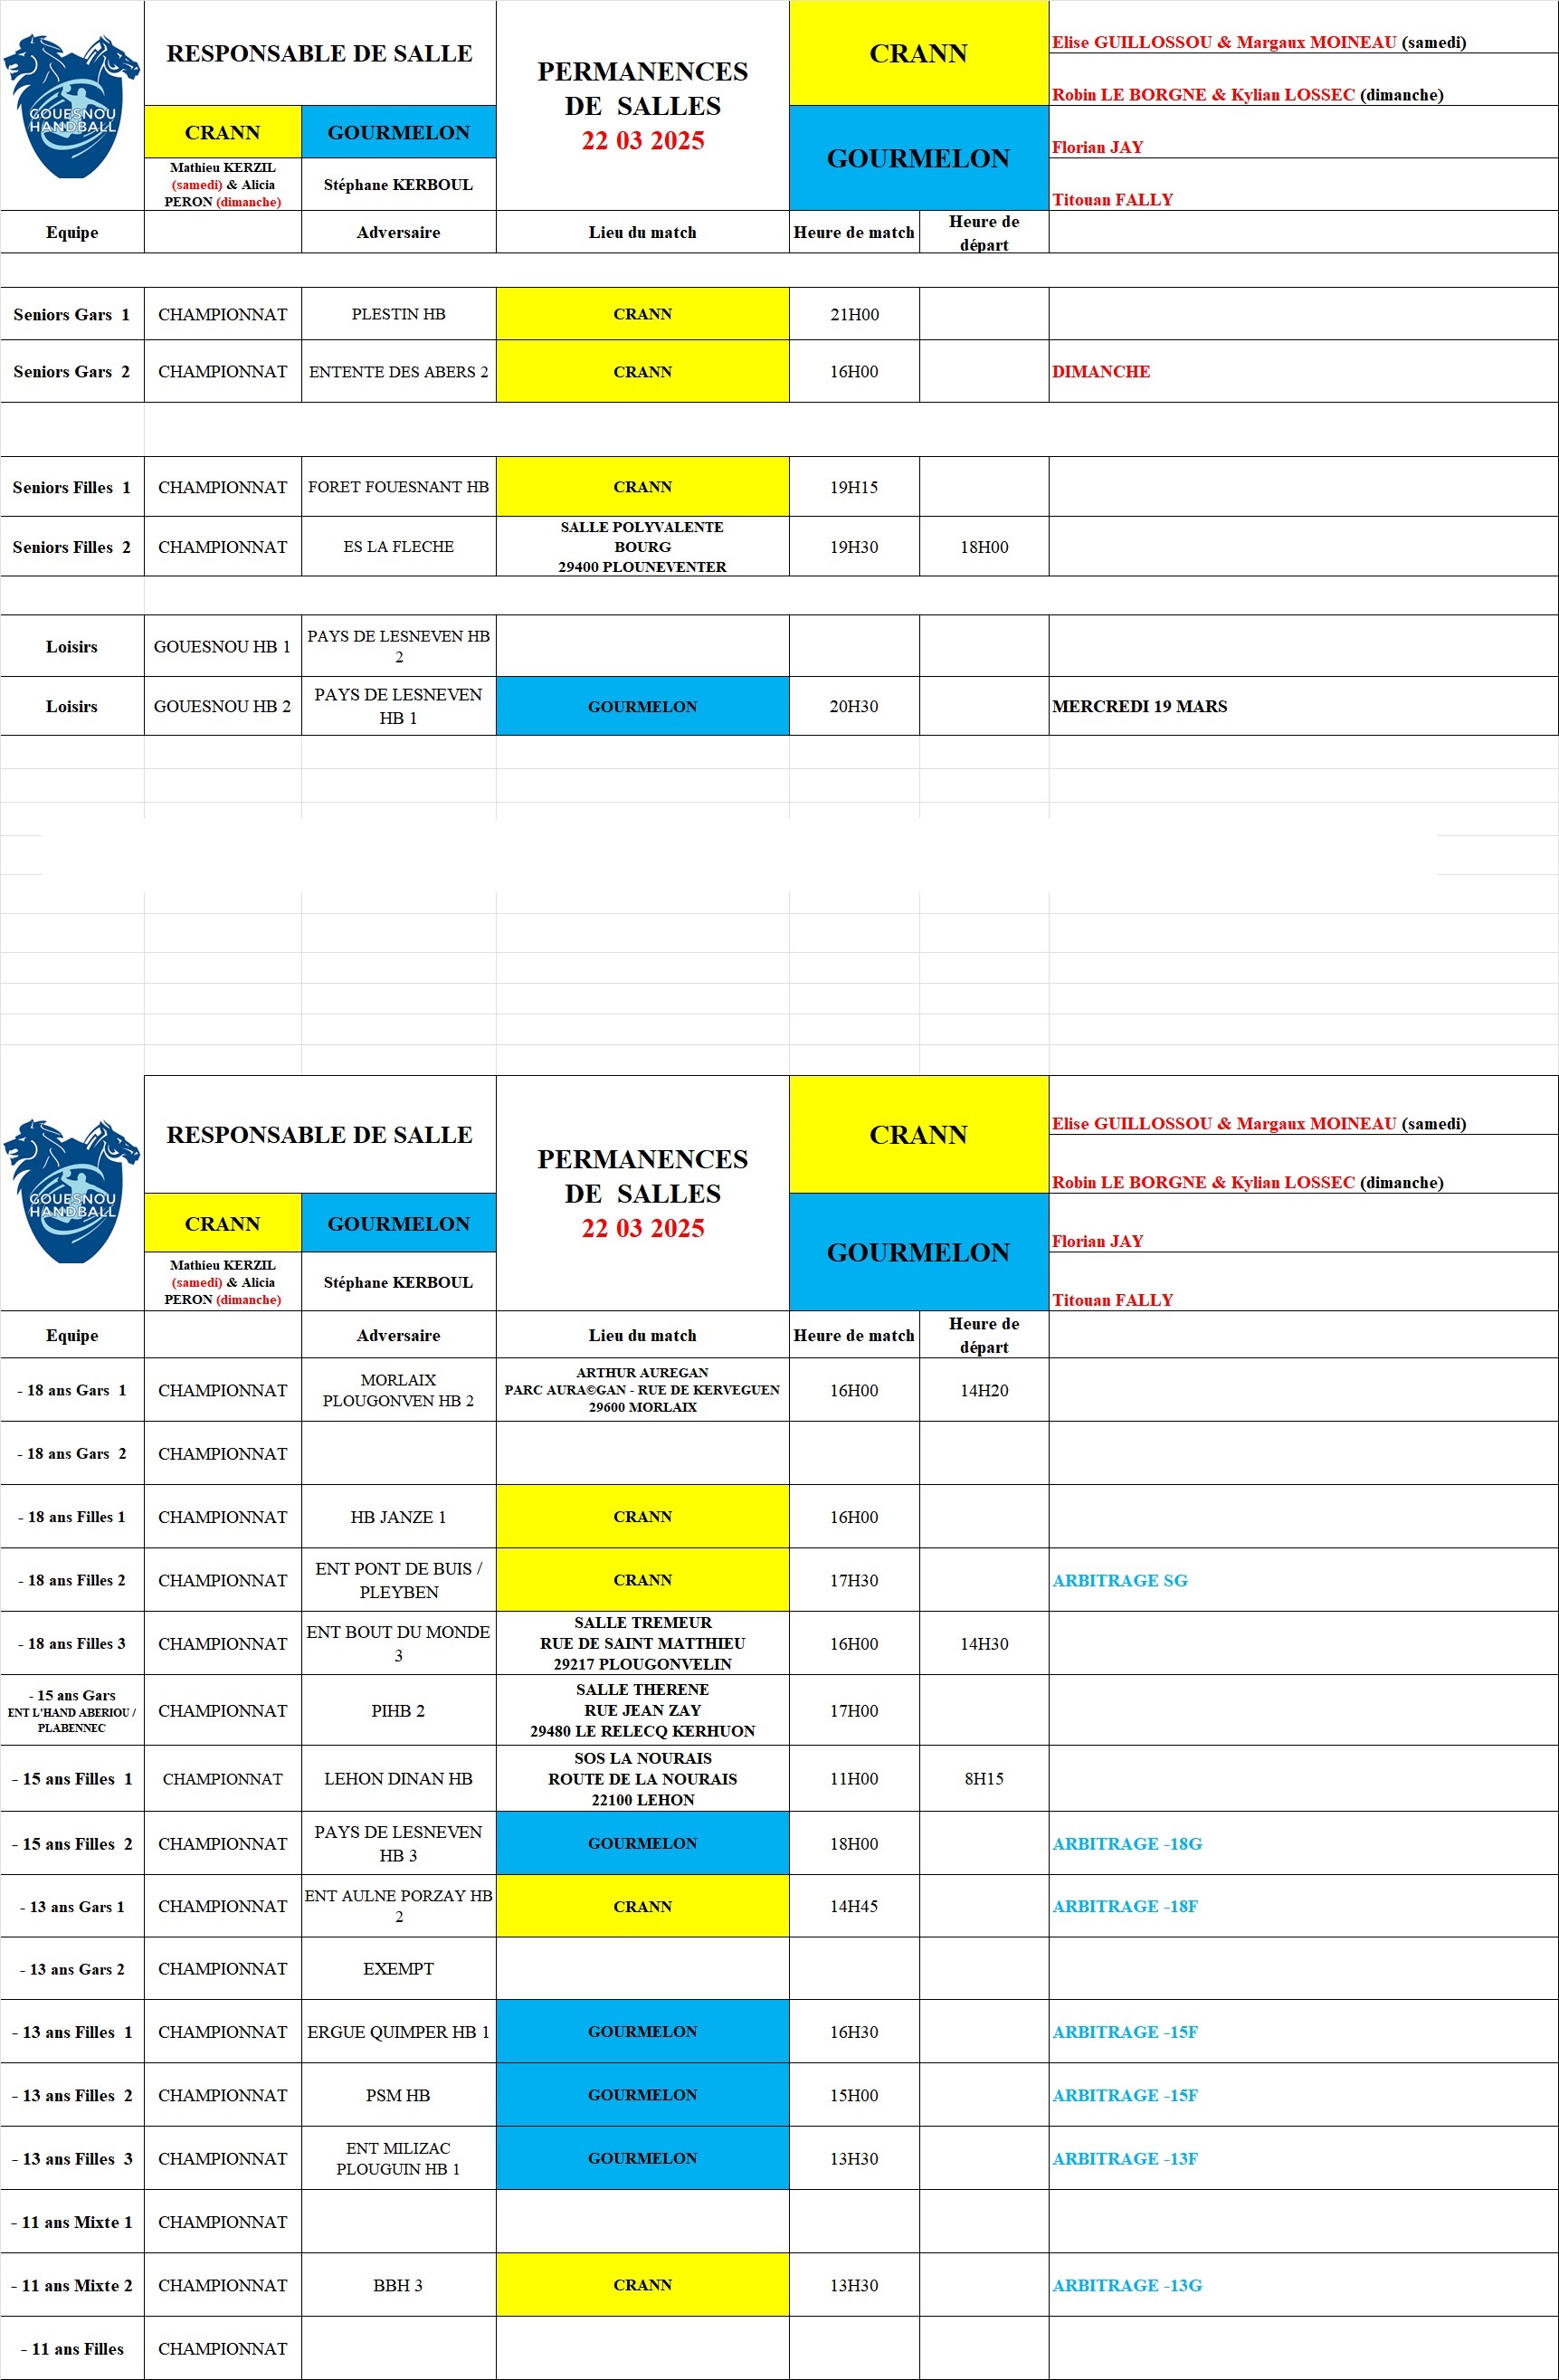 GOUESNOU
HANDBALL
RESPONSABLE DE SALLE
CRANN
GOURMELON
Mathieu KERZIL
(samedi) & Alicia
PERON (dimanche)
Stéphane KERBOUL
PERMANENCES
DE SALLES
22 03 2025
CRANN
GOURMELON
Elise GUILLOSSOU & Margaux MOINEAU (samedi)
Robin LE BORGNE & Kylian LOSSEC (dimanche)
Florian JAY
Titouan FALLY
Equipe
Adversaire
Lieu du match
Heure de match
Heure de
départ
Seniors Gars 1
CHAMPIONNAT
PLESTIN HB
CRANN
21H00
Seniors Gars 2
CHAMPIONNAT
ENTENTE DES ABERS 2
CRANN
16H00
DIMANCHE
Seniors Filles 1
CHAMPIONNAT
FORET FOUESNANT HB
CRANN
19H15
Seniors Filles 2
CHAMPIONNAT
ES LA FLECHE
SALLE POLYVALENTE
BOURG
29400 PLOUNEVENTER
19H30
18H00
Loisirs
GOUESNOU HB 1
PAYS DE LESNEVEN HB
2
Loisirs
GOUESNOU HB 2
PAYS DE LESNEVEN
HB 1
GOURMELON
20H30
MERCREDI 19 MARS
GOUESNOU
HANDBALL
RESPONSABLE DE SALLE
CRANN
GOURMELON
Mathieu KERZIL
(samedi) & Alicia
PERON (dimanche)
Stéphane KERBOUL
PERMANENCES
DE SALLES
22 03 2025
CRANN
GOURMELON
Elise GUILLOSSOU & Margaux MOINEAU (samedi)
Robin LE BORGNE & Kylian LOSSEC (dimanche)
Florian JAY
Titouan FALLY
Equipe
Adversaire
Lieu du match
Heure de match
Heure de
départ
- 18 ans Gars 1
CHAMPIONNAT
MORLAIX
PLOUGONVEN HB 2
ARTHUR AUREGAN
PARC AURA©GAN - RUE DE KERVEGUEN
29600 MORLAIX
16H00
14H20
- 18 ans Gars 2
CHAMPIONNAT
- 18 ans Filles 1
CHAMPIONNAT
HB JANZE 1
CRANN
16H00
- 18 ans Filles 2
CHAMPIONNAT
ENT PONT DE BUIS /
PLEYBEN
CRANN
17H30
ARBITRAGE SG
- 18 ans Filles 3
CHAMPIONNAT
ENT BOUT DU MONDE
3
SALLE TREMEUR
RUE DE SAINT MATTHIEU
29217 PLOUGONVELIN
16H00
14H30
- 15 ans Gars
ENT L'HAND ABERIOU /
PLABENNEC
CHAMPIONNAT
PIHB 2
SALLE THERENE
RUE JEAN ZAY
29480 LE RELECQ KERHUON
17H00
- 15 ans Filles 1
CHAMPIONNAT
LEHON DINAN HB
SOS LA NOURAIS
ROUTE DE LA NOURAIS
22100 LEHON
11H00
8H15
- 15 ans Filles 2
CHAMPIONNAT
PAYS DE LESNEVEN
HB 3
GOURMELON
18H00
ARBITRAGE -18G
- 13 ans Gars 1
CHAMPIONNAT
ENT AULNE PORZAY HB
2
CRANN
14H45
ARBITRAGE -18F
- 13 ans Gars 2
CHAMPIONNAT
EXEMPT
- 13 ans Filles 1
CHAMPIONNAT
ERGUE QUIMPER HB 1
GOURMELON
16H30
ARBITRAGE -15F
- 13 ans Filles 2
CHAMPIONNAT
PSM HB
GOURMELON
15H00
ARBITRAGE -15F
- 13 ans Filles 3
CHAMPIONNAT
ENT MILIZAC
PLOUGUIN HB 1
GOURMELON
13H30
ARBITRAGE -13F
- 11 ans Mixte 1
CHAMPIONNAT
- 11 ans Mixte 2
CHAMPIONNAT
BBH 3
CRANN
13H30
ARBITRAGE -13G
- 11 ans Filles
CHAMPIONNAT